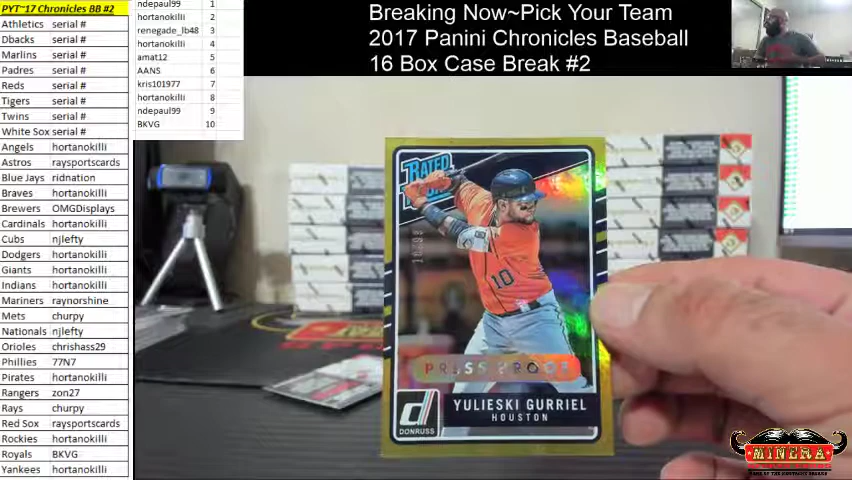 PYT~17 Chronicles BB #2
Athletics serial #
Dbacks serial #
Marlins serial #
Padres serial #
Reds serial #
Tigers serial #
Twins serial #
White Sox serial #
Angels hortanokilli
Astros raysportscards
Blue Jays ridnation
Braves hortanokilli
Brewers OMGDisplays
Cardinals hortanokilli
Cubs njlefty
Dodgers hortanokilli
Giants hortanokilli
Indians hortanokilli
Mariners raynorshine
Mets churpy
Nationals njlefty
Orioles chrishass29
Phillies 77N7
Pirates hortanokilli
Rangers zon27
Rays churpy
Red Sox raysportscards
Rockies hortanokilli
Royals BKVG
Yankees hortanokilli
ndepaul99 1
hortanokilli 2
renegade_lb48 3
hortanokilli 4
amat12 5
AANS 6
kris101977 7
hortanokilli 8
ndepaul99 9
BKVG 10
Breaking Now~Pick Your Team
2017 Panini Chronicles Baseball
16 Box Case Break #2
RATED
10
PRESS PROOF
YULIESKI GURRIEL
HOUSTON
DONRUSS
MINERA